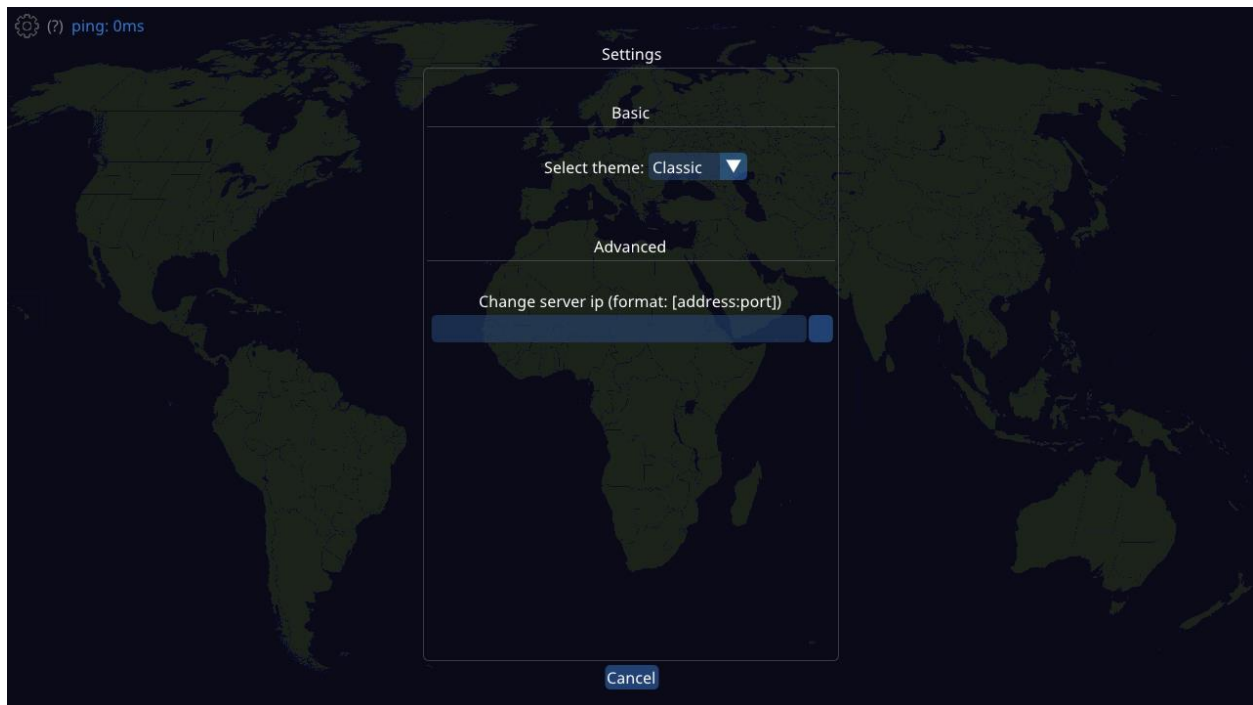 (?) ping: 0ms
Settings
Basic
Select theme: Classic
Advanced
Change server ip (format: [address:port])
Cancel